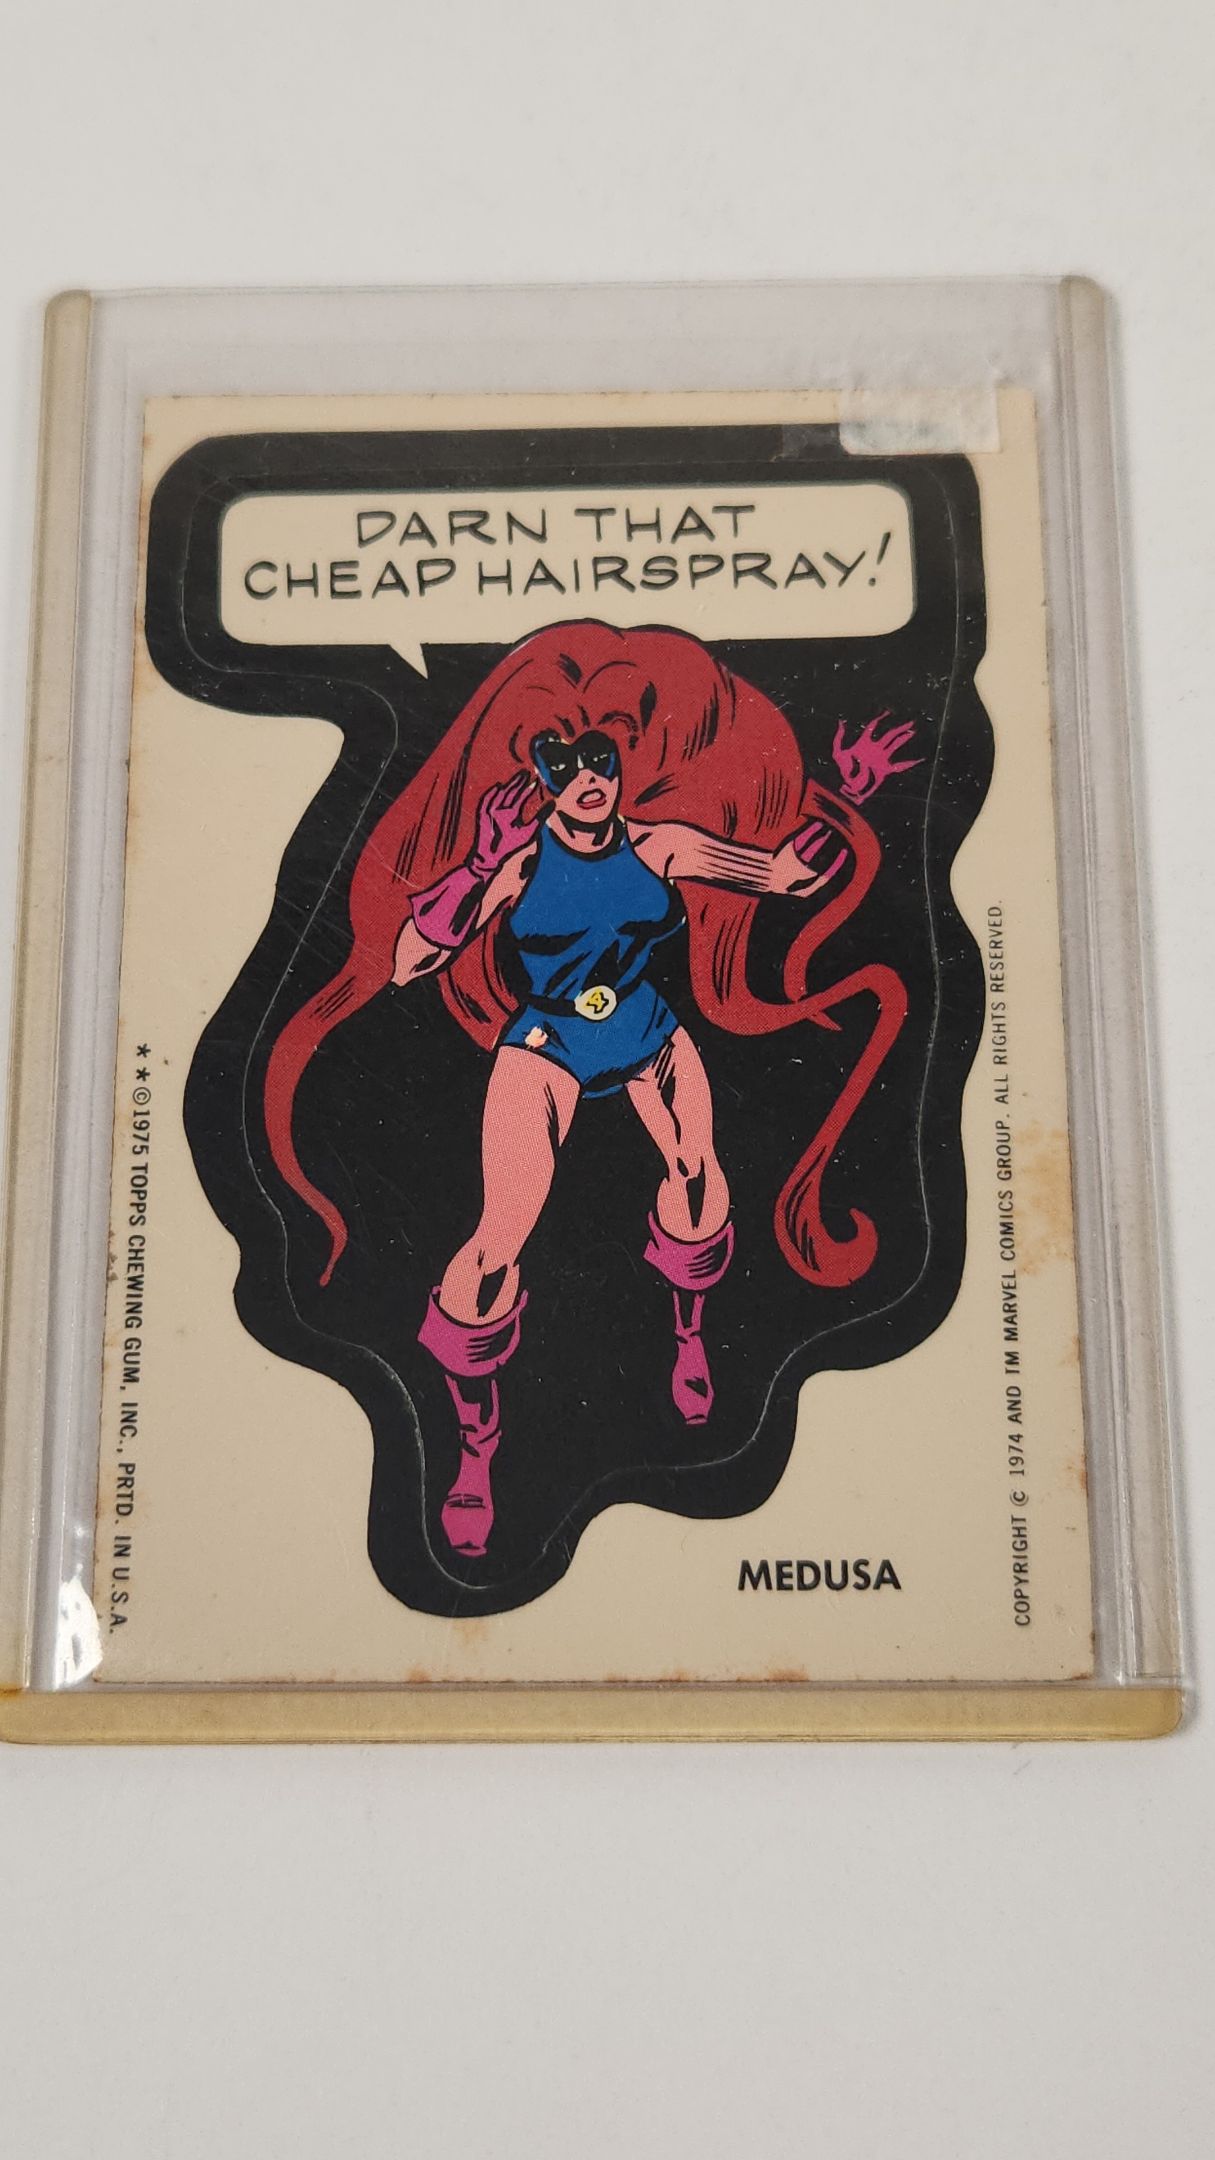 DARN THAT
CHEAP HAIRSPRAY!
4
**©1975 TOPPS CHEWING GUM, INC., PRTD. IN U.S.A.
COPYRIGHT © 1974 AND TM MARVEL COMICS GROUP. ALL RIGHTS RESERVED.
MEDUSA